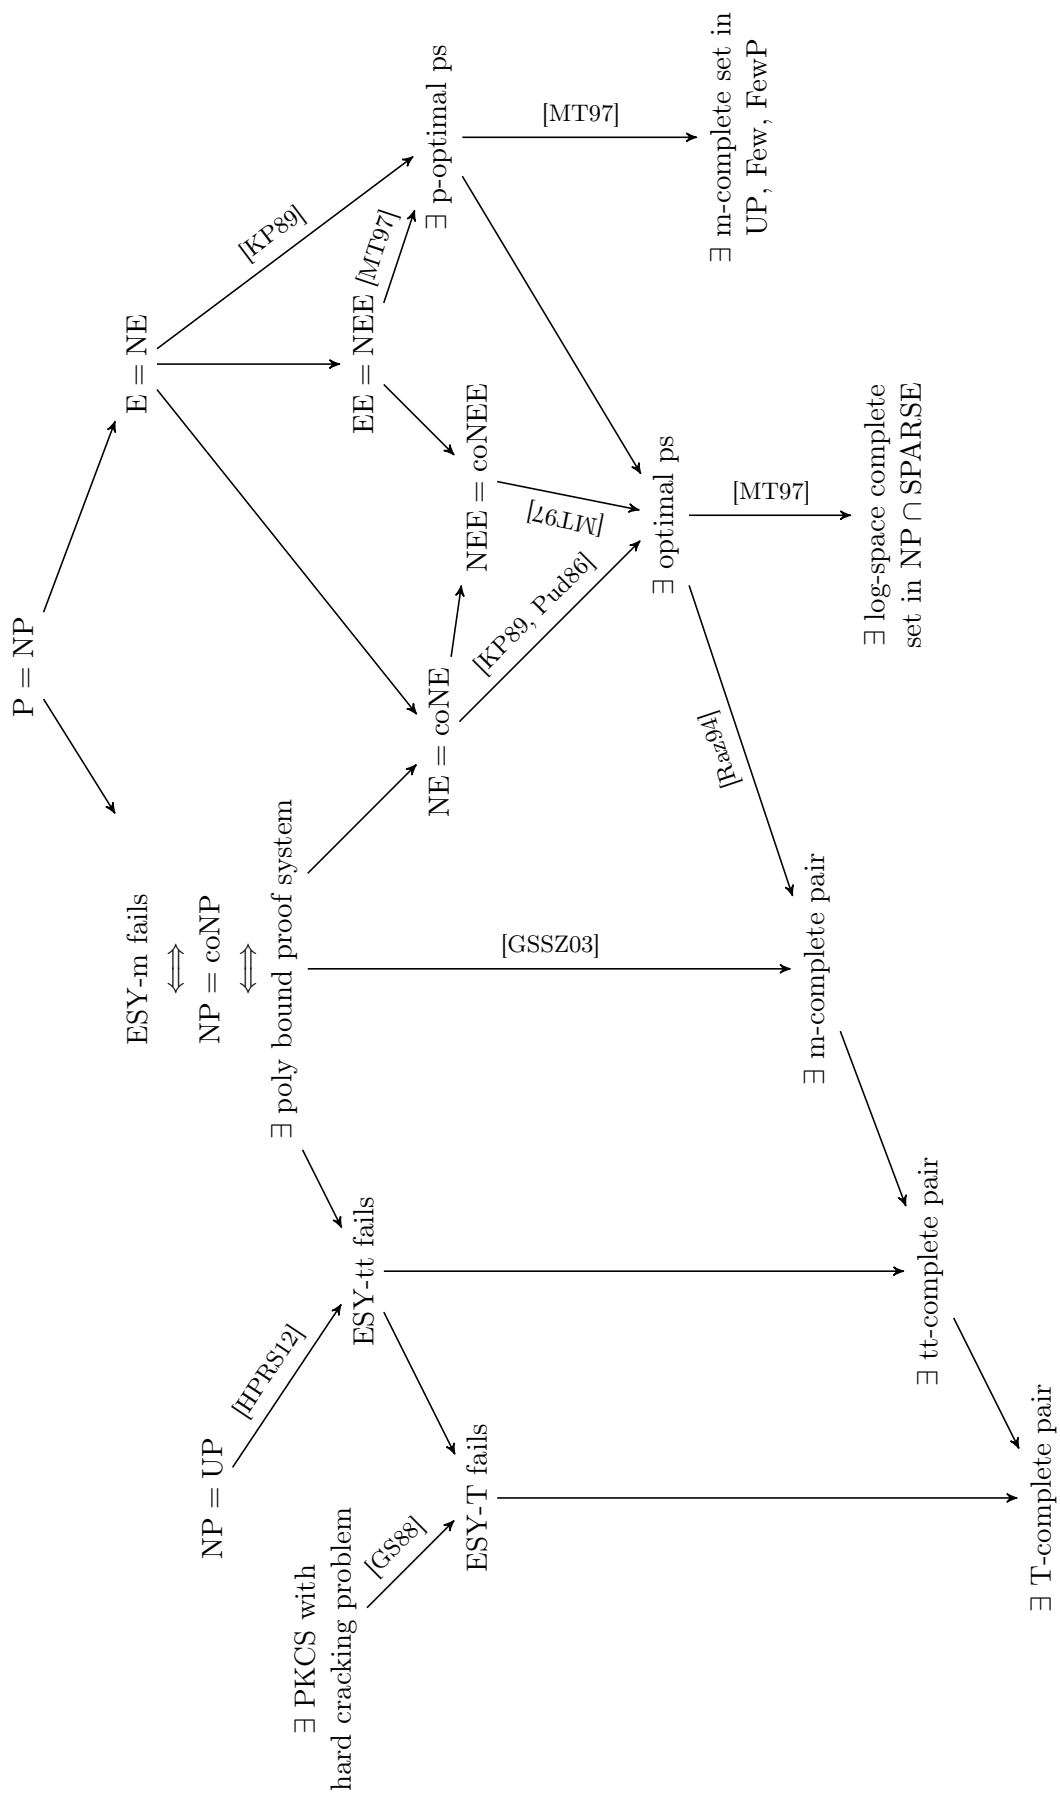 P = NP
E = NE
ESY-m fails
⟺
NP = coNP
⟺
∃ poly bound proof system
NP = UP
[HPRS12]
[KP89]
∃ PKCS with
hard cracking problem
[GS88]
ESY-tt fails
EE = NEE
[MT97]
∃ p-optimal ps
NE = coNE
ESY-T fails
NEE = coNEE
[MT97]
[KP89, Pud86]
[GSSZ03]
[MT97]
∃ optimal ps
[Raz94]
[MT97]
∃ m-complete set in
UP, Few, FewP
∃ m-complete pair
∃ log-space complete
set in NP ∩ SPARSE
∃ tt-complete pair
∃ T-complete pair